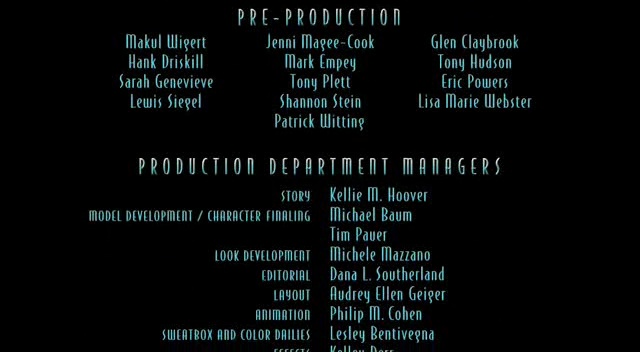 PRE-PRODUCTION
Makul Wigert Jenni Magee-Cook Glen Claybrook
Hank Driskill Mark Empey Tony Hudson
Sarah Genevieve Tony Plett Eric Powers
Lewis Siegel Shannon Stein Lisa Marie Webster
Patrick Witting
PRODUCTION DEPARTMENT MANAGERS
STORY Kellie M. Hoover
MODEL DEVELOPMENT / CHARACTER FINALING Michael Baum
Tim Pauer
LOOK DEVELOPMENT Michele Mazzano
EDITORIAL Dana L. Southerland
LAYOUT Audrey Ellen Geiger
ANIMATION Philip M. Cohen
SWEATBOX AND COLOR DAILIES Lesley Bentivegna
EFFECTS Kelley